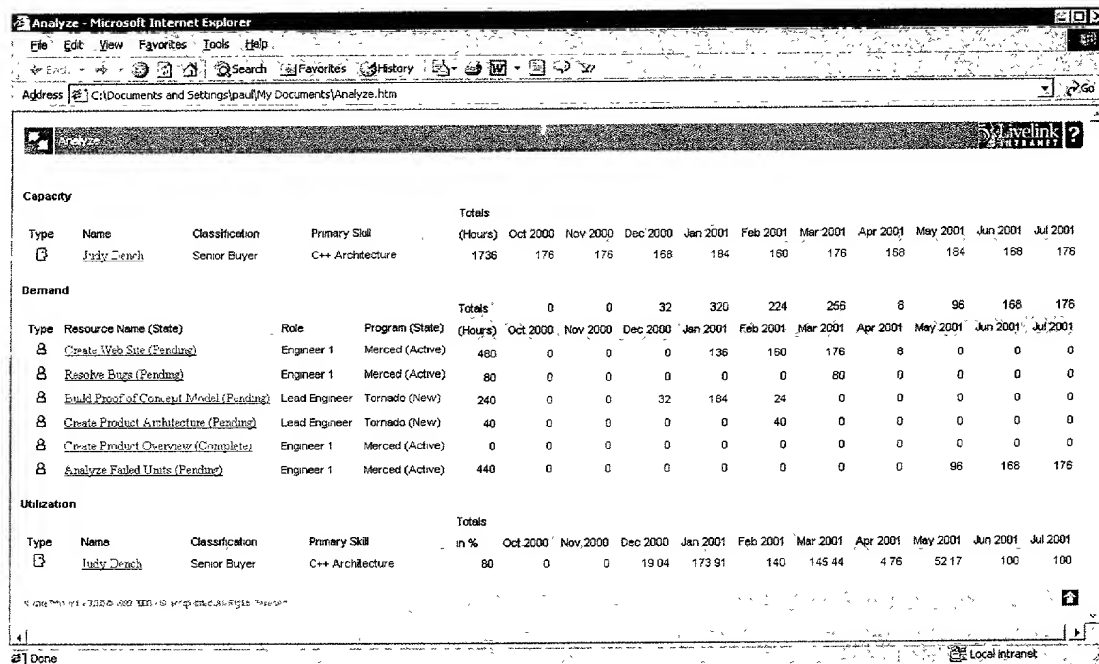 Analyze - Microsoft Internet Explorer
File Edit View Favorites Tools Help
Search Favorites History
Address C:\Documents and Settings\paul\My Documents\Analyze.htm Go
Analyze Livelink INTRANET ?
Capacity
Totals
Type Name Classification Primary Skill (Hours) Oct 2000 Nov 2000 Dec 2000 Jan 2001 Feb 2001 Mar 2001 Apr 2001 May 2001 Jun 2001 Jul 2001
Judy Dench Senior Buyer C++ Architecture 1736 176 176 168 184 160 176 168 184 168 176
Demand
Totals 0 0 32 320 224 256 8 96 168 176
Type Resource Name (State) Role Program (State) (Hours) Oct 2000 Nov 2000 Dec 2000 Jan 2001 Feb 2001 Mar 2001 Apr 2001 May 2001 Jun 2001 Jul 2001
Create Web Site (Pending) Engineer 1 Merced (Active) 480 0 0 0 136 160 176 8 0 0 0
Resolve Bugs (Pending) Engineer 1 Merced (Active) 80 0 0 0 0 0 80 0 0 0 0
Build Proof of Concept Model (Pending) Lead Engineer Tornado (New) 240 0 0 32 184 24 0 0 0 0 0
Create Product Architecture (Pending) Lead Engineer Tornado (New) 40 0 0 0 0 40 0 0 0 0 0
Create Product Overview (Complete) Engineer 1 Merced (Active) 0 0 0 0 0 0 0 0 0 0 0
Analyze Failed Units (Pending) Engineer 1 Merced (Active) 440 0 0 0 0 0 0 0 96 168 176
Utilization
Totals
Type Name Classification Primary Skill in % Oct 2000 Nov 2000 Dec 2000 Jan 2001 Feb 2001 Mar 2001 Apr 2001 May 2001 Jun 2001 Jul 2001
Judy Dench Senior Buyer C++ Architecture 80 0 0 19 04 173 91 140 145 44 4 76 52 17 100 100
Done Local intranet